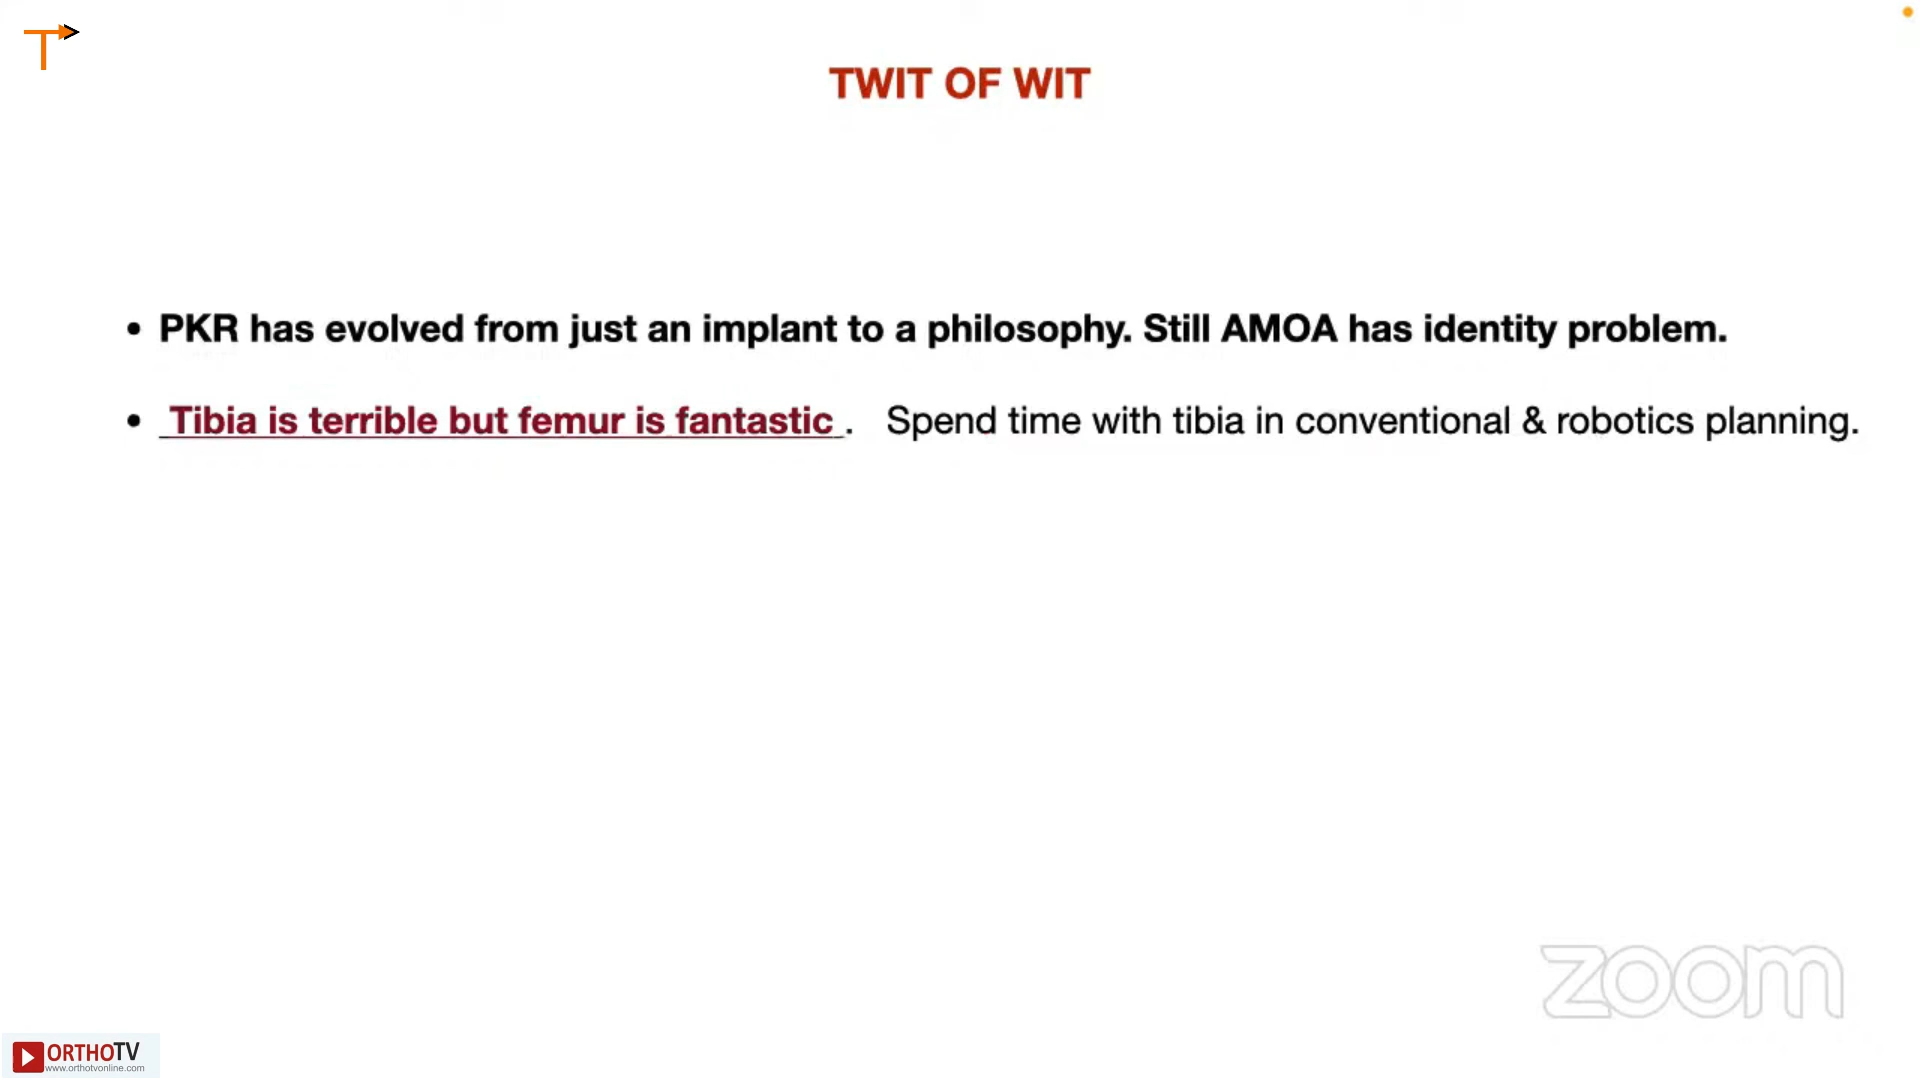 TWIT OF WIT
• PKR has evolved from just an implant to a philosophy. Still AMOA has identity problem.
• Tibia is terrible but femur is fantastic . Spend time with tibia in conventional & robotics planning.
zoom
ORTHOTV
www.orthotvonline.com